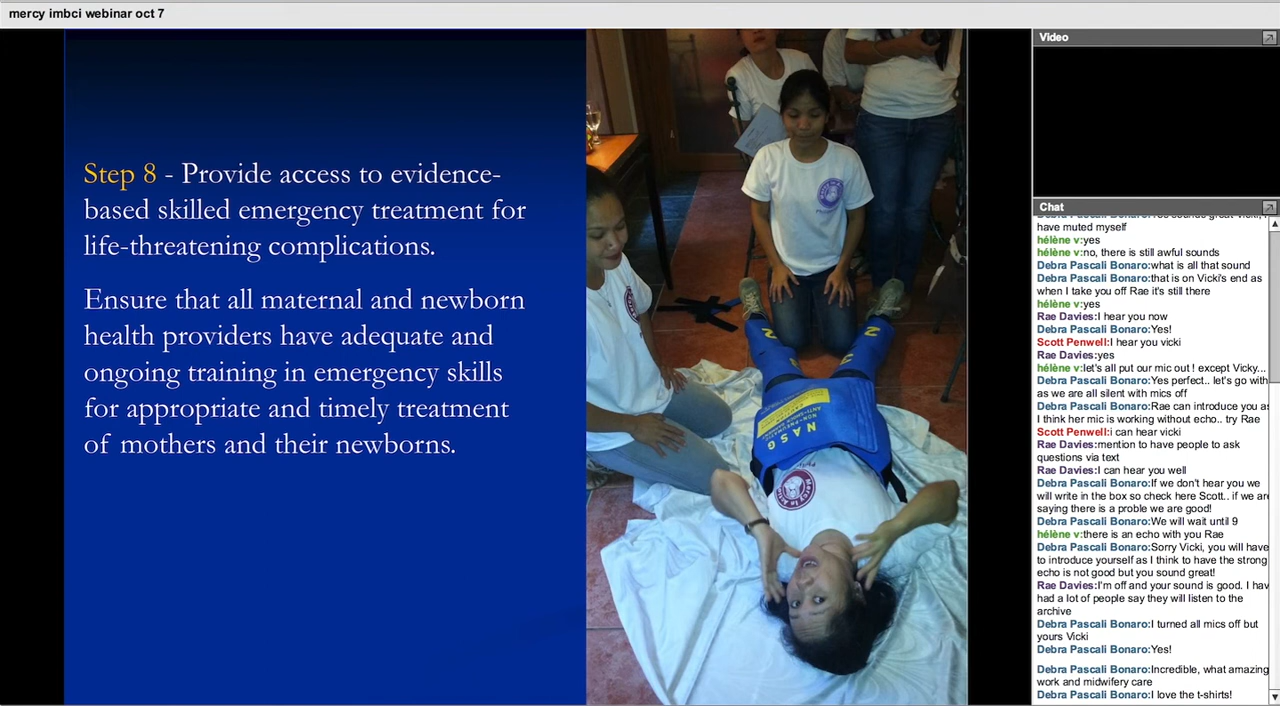 mercy imbci webinar oct 7
Step 8 - Provide access to evidence-
based skilled emergency treatment for
life-threatening complications.
Ensure that all maternal and newborn
health providers have adequate and
ongoing training in emergency skills
for appropriate and timely treatment
of mothers and their newborns.
NASG
NON-PNEUMATIC
Mercy In Action
Video
Chat
have muted myself
hélène v:yes
hélène v:no, there is still awful sounds
Debra Pascali Bonaro:what is all that sound
Debra Pascali Bonaro:that is on Vicki's end as
when I take you off Rae it's still there
hélène v:yes
Rae Davies:I hear you now
Debra Pascali Bonaro:Yes!
Scott Penwell:I hear you vicki
Rae Davies:yes
hélène v:let's all put our mic out ! except Vicky...
Debra Pascali Bonaro:Yes perfect.. let's go with
as we are all silent with mics off
Debra Pascali Bonaro:Rae can introduce you as
I think her mic is working without echo.. try Rae
Scott Penwell:i can hear vicki
Rae Davies:mention to have people to ask
questions via text
Rae Davies:I can hear you well
Debra Pascali Bonaro:If we don't hear you we
will write in the box so check here Scott.. if we are
saying there is a proble we are good!
Debra Pascali Bonaro:We will wait until 9
hélène v:there is an echo with you Rae
Debra Pascali Bonaro:Sorry Vicki, you will have
to introduce yourself as I think to have the strong
echo is not good but you sound great!
Rae Davies:I'm off and your sound is good. I hav
had a lot of people say they will listen to the
archive
Debra Pascali Bonaro:I turned all mics off but
yours Vicki
Debra Pascali Bonaro:Yes!
Debra Pascali Bonaro:Incredible, what amazing
work and midwifery care
Debra Pascali Bonaro:I love the t-shirts!